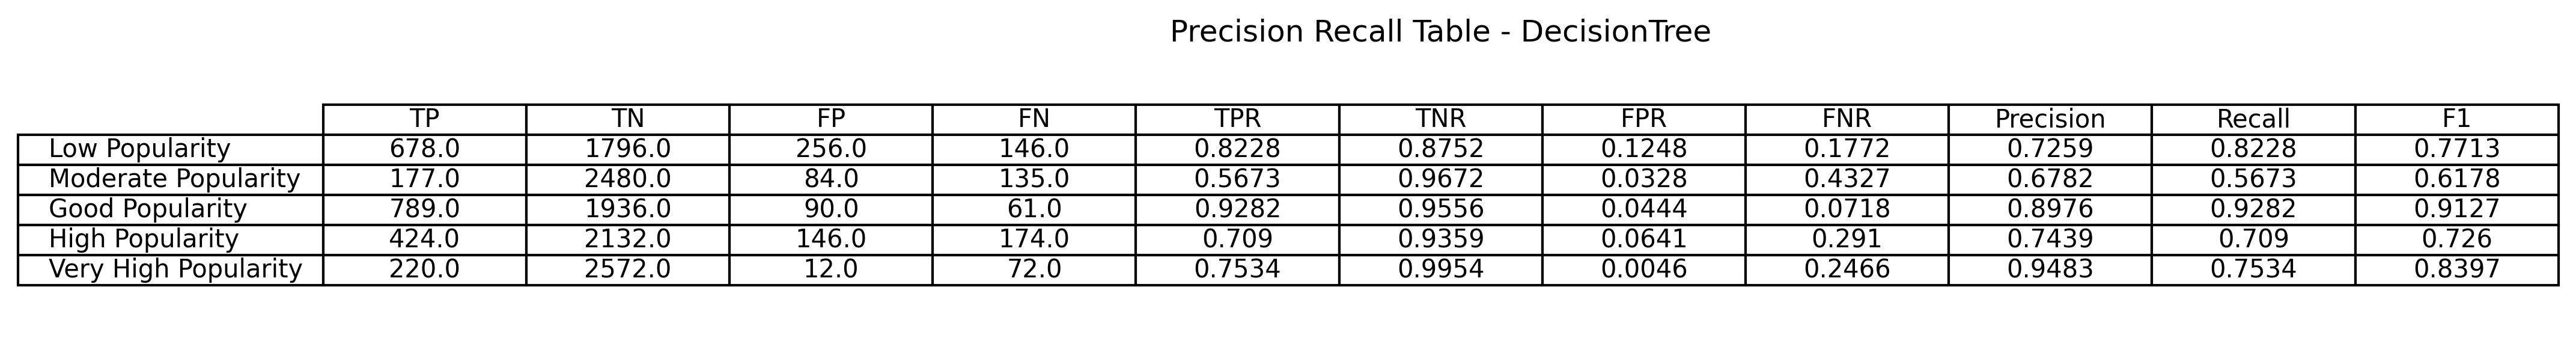 Precision Recall Table - DecisionTree
TP TN FP FN TPR TNR FPR FNR Precision Recall F1
Low Popularity 678.0 1796.0 256.0 146.0 0.8228 0.8752 0.1248 0.1772 0.7259 0.8228 0.7713
Moderate Popularity 177.0 2480.0 84.0 135.0 0.5673 0.9672 0.0328 0.4327 0.6782 0.5673 0.6178
Good Popularity 789.0 1936.0 90.0 61.0 0.9282 0.9556 0.0444 0.0718 0.8976 0.9282 0.9127
High Popularity 424.0 2132.0 146.0 174.0 0.709 0.9359 0.0641 0.291 0.7439 0.709 0.726
Very High Popularity 220.0 2572.0 12.0 72.0 0.7534 0.9954 0.0046 0.2466 0.9483 0.7534 0.8397